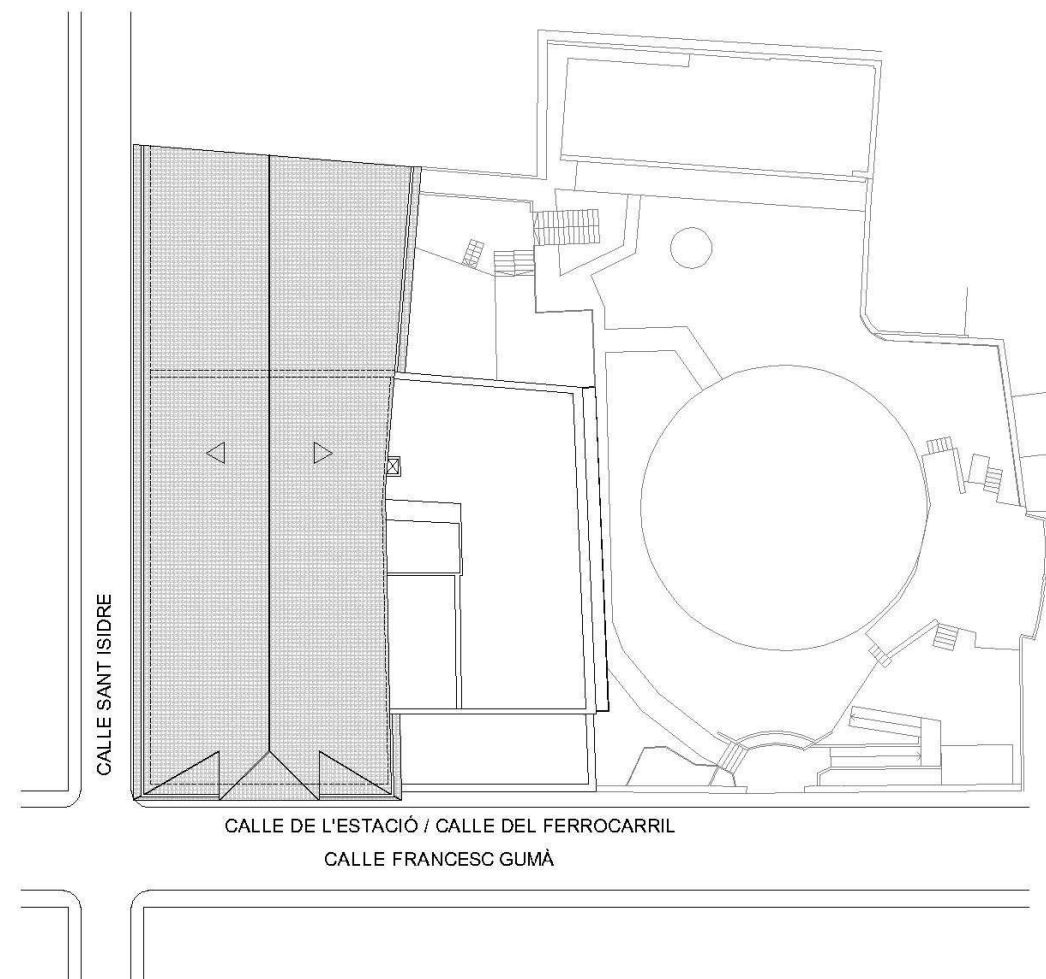 CALLE SANT ISIDRE
CALLE DE L'ESTACIÓ / CALLE DEL FERROCARRIL
CALLE FRANCESC GUMÀ